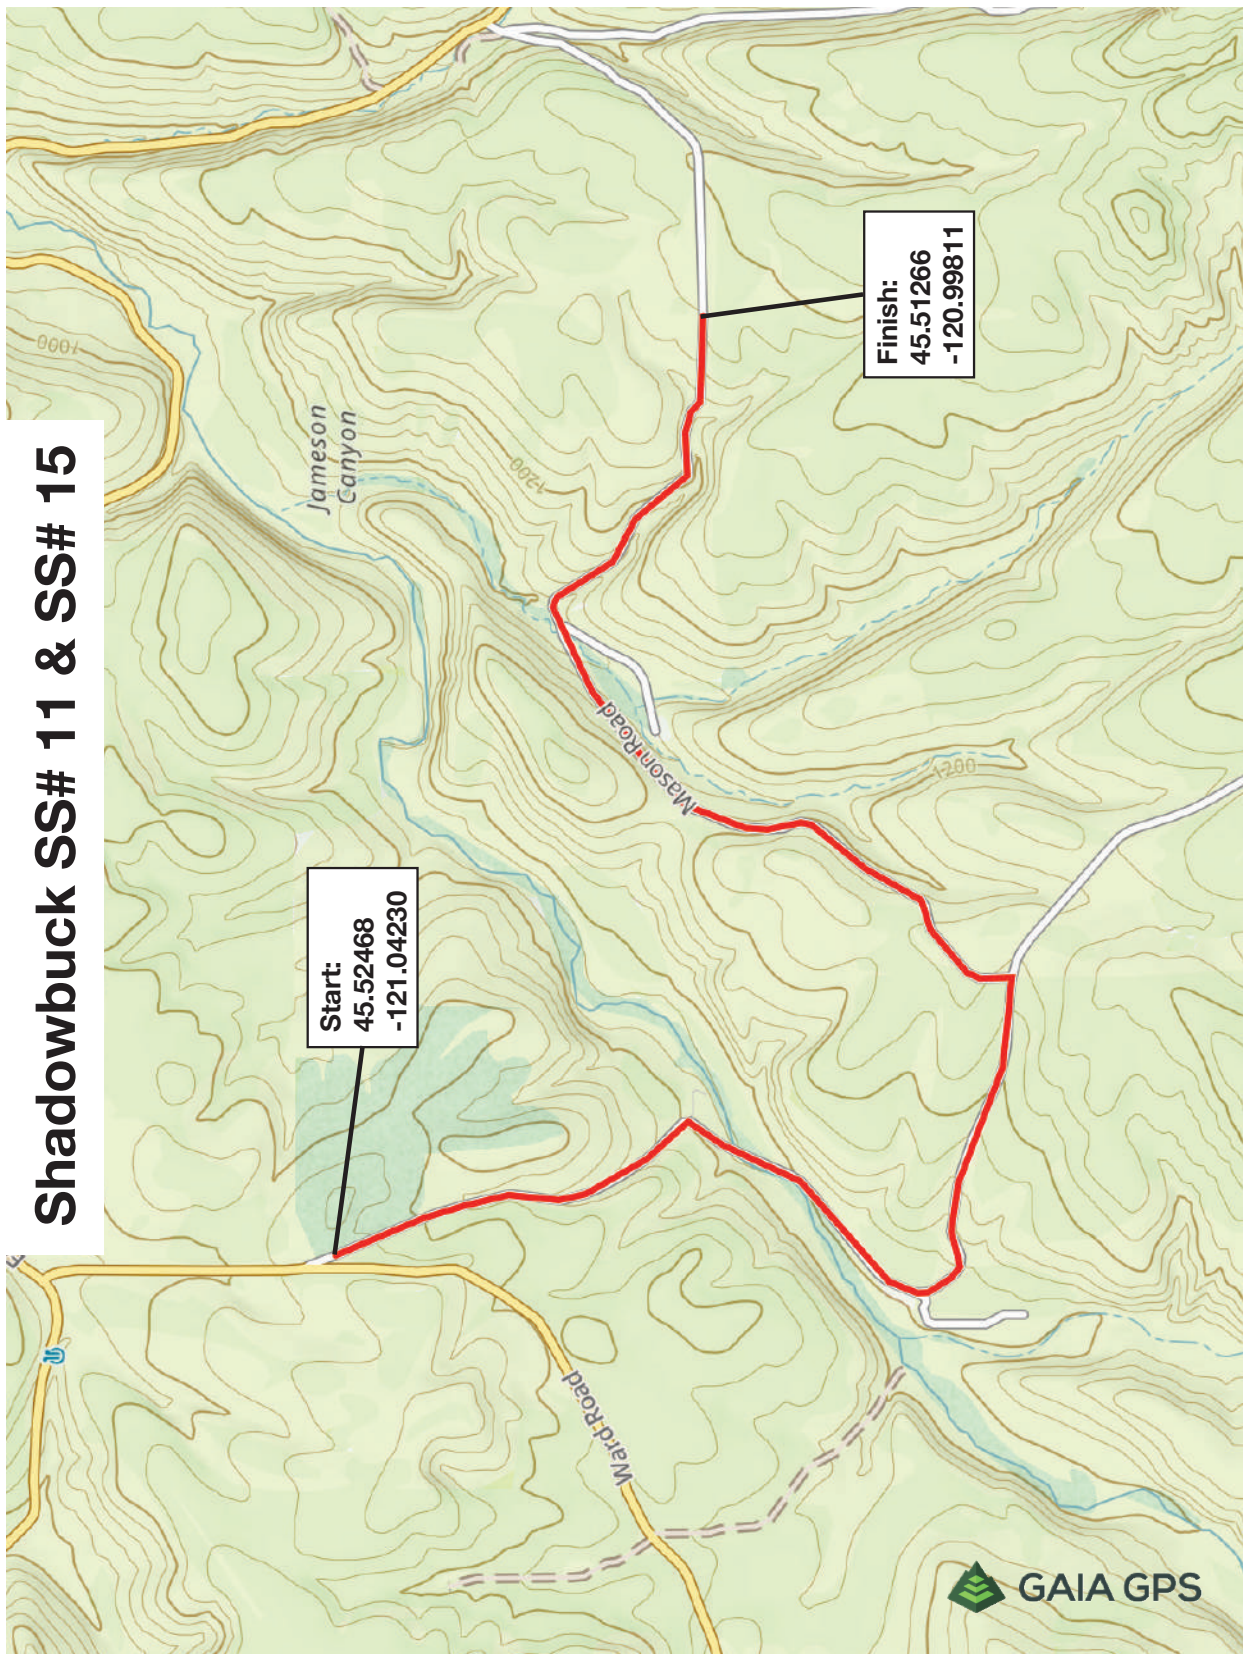 Shadowbuck SS# 11 & SS# 15
Start:
45.52468
-121.04230
Finish:
45.51266
-120.99811
Jameson
Canyon
1000
1200
1200
Mason Road
Ward Road
GAIA GPS